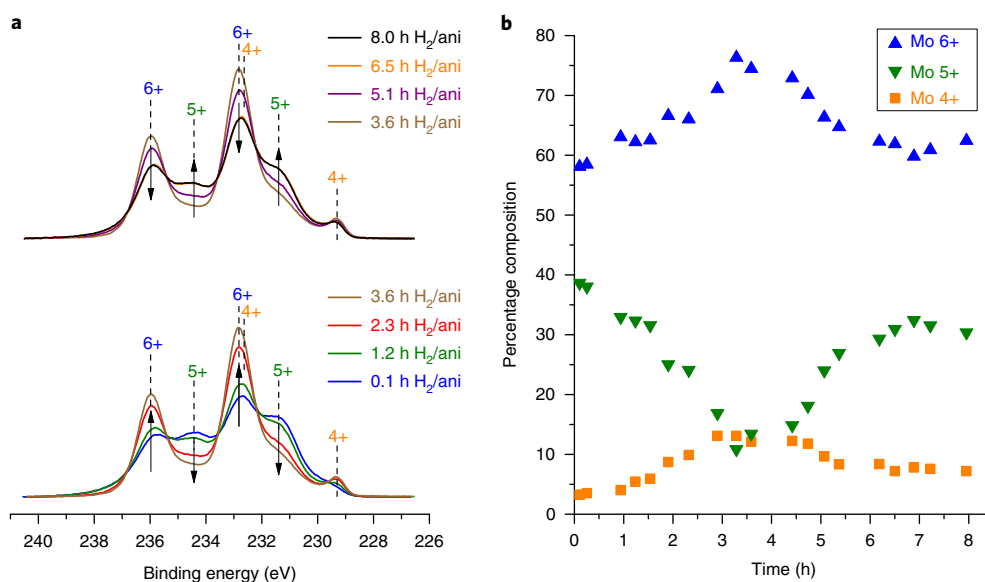 a
6+
4+
6+
5+
5+
4+
8.0 h H₂/ani
6.5 h H₂/ani
5.1 h H₂/ani
3.6 h H₂/ani
6+
4+
6+
5+
5+
4+
3.6 h H₂/ani
2.3 h H₂/ani
1.2 h H₂/ani
0.1 h H₂/ani
240 238 236 234 232 230 228 226
Binding energy (eV)
b
Mo 6+
Mo 5+
Mo 4+
80
70
60
50
40
30
20
10
0
Percentage composition
0 1 2 3 4 5 6 7 8
Time (h)